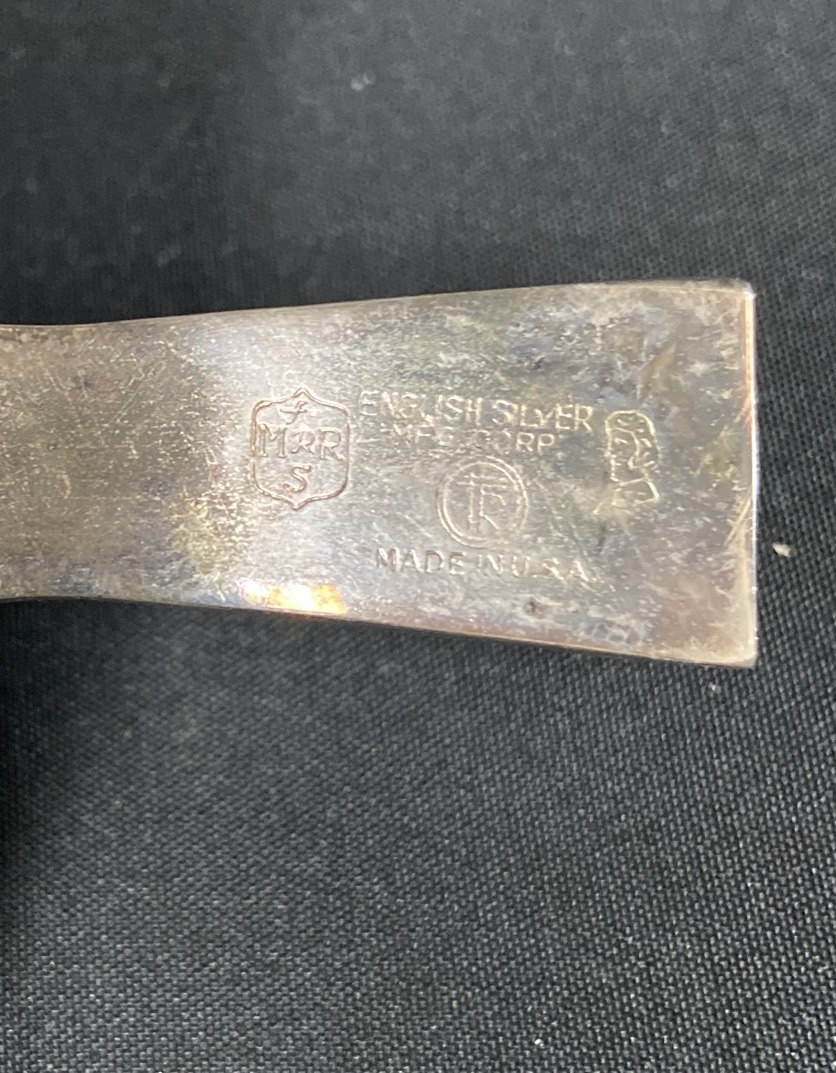 M R R
S
ENGLISH SILVER
MFG. CORP.
TR
MADE IN U.S.A.